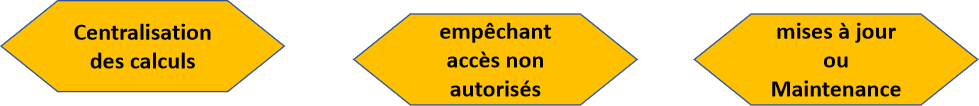 Centralisation
des calculs
empêchant
accès non
autorisés
mises à jour
ou
Maintenance